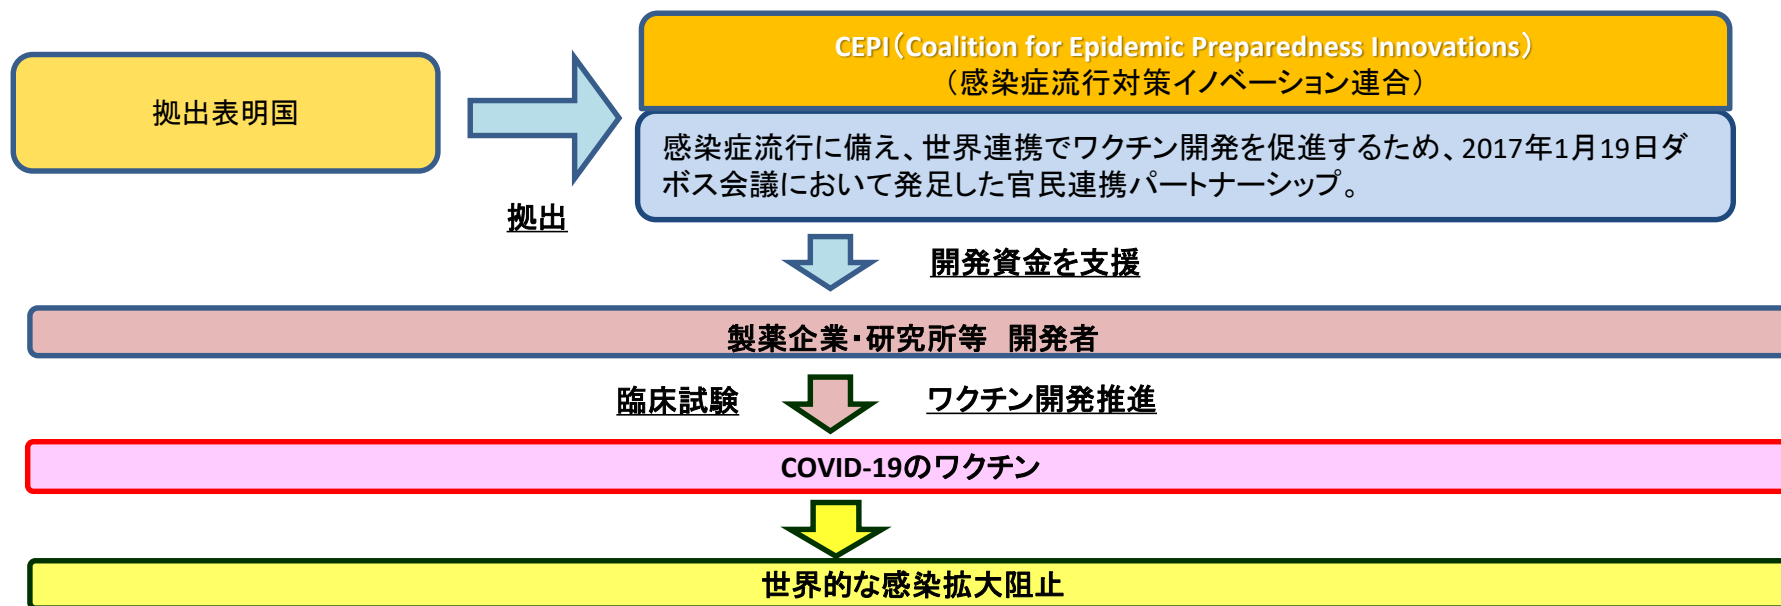 CEPI(Coalition for Epidemic Preparedness Innovations)
(感染症流行対策イノベーション連合)
拠出表明国
感染症流行に備え、世界連携でワクチン開発を促進するため、2017年1月19日ダ
ボス会議において発足した官民連携パートナーシップ。
拠出
開発資金を支援
製薬企業・研究所等　開発者
臨床試験
ワクチン開発推進
COVID-19のワクチン
世界的な感染拡大阻止